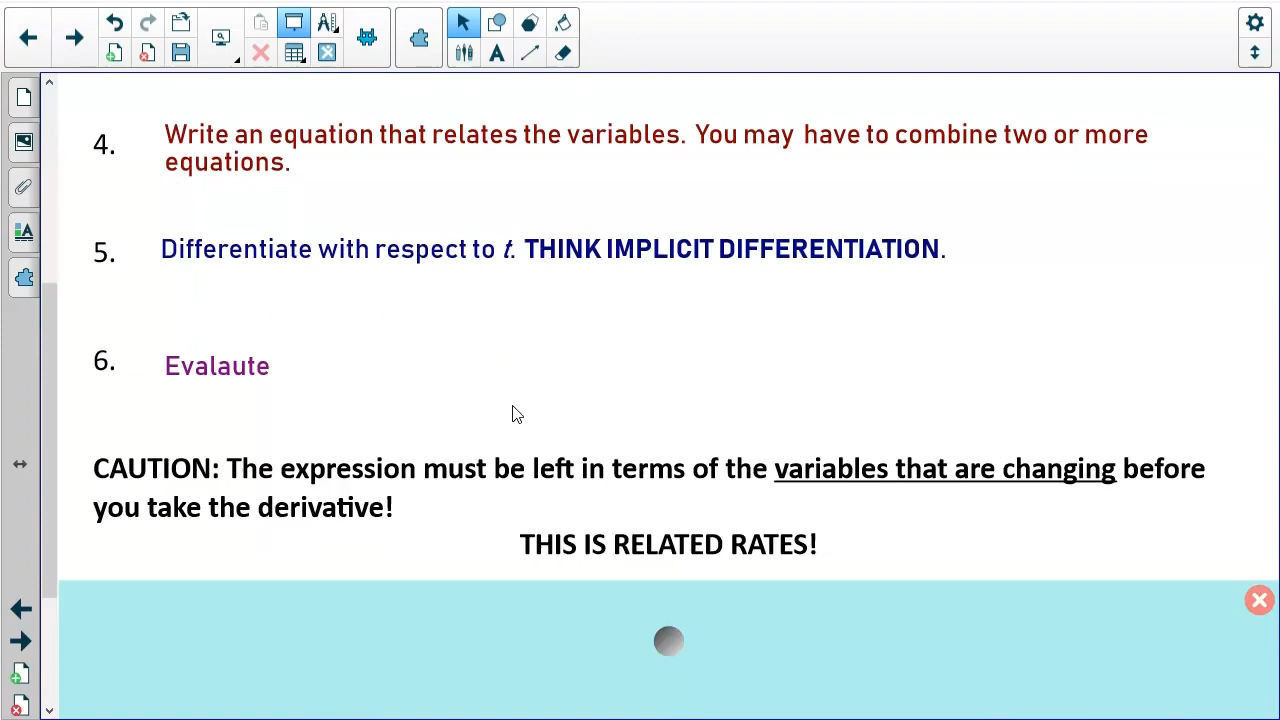 4. Write an equation that relates the variables. You may have to combine two or more
equations.
5. Differentiate with respect to t. THINK IMPLICIT DIFFERENTIATION.
6. Evalaute
CAUTION: The expression must be left in terms of the variables that are changing before
you take the derivative!
THIS IS RELATED RATES!